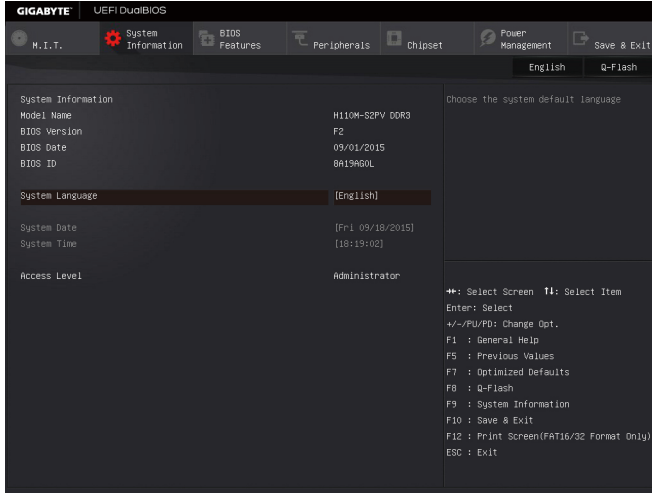 GIGABYTE™ UEFI DualBIOS
M.I.T. System Information BIOS Features Peripherals Chipset Power Management Save & Exit
English Q-Flash
System Information
Model Name H110M-S2PV DDR3
BIOS Version F2
BIOS Date 09/01/2015
BIOS ID 8A19AG0L
System Language [English]
System Date [Fri 09/18/2015]
System Time [18:19:02]
Access Level Administrator
Choose the system default language
→←: Select Screen ↑↓: Select Item
Enter: Select
+/-/PU/PD: Change Opt.
F1 : General Help
F5 : Previous Values
F7 : Optimized Defaults
F8 : Q-Flash
F9 : System Information
F10 : Save & Exit
F12 : Print Screen(FAT16/32 Format Only)
ESC : Exit